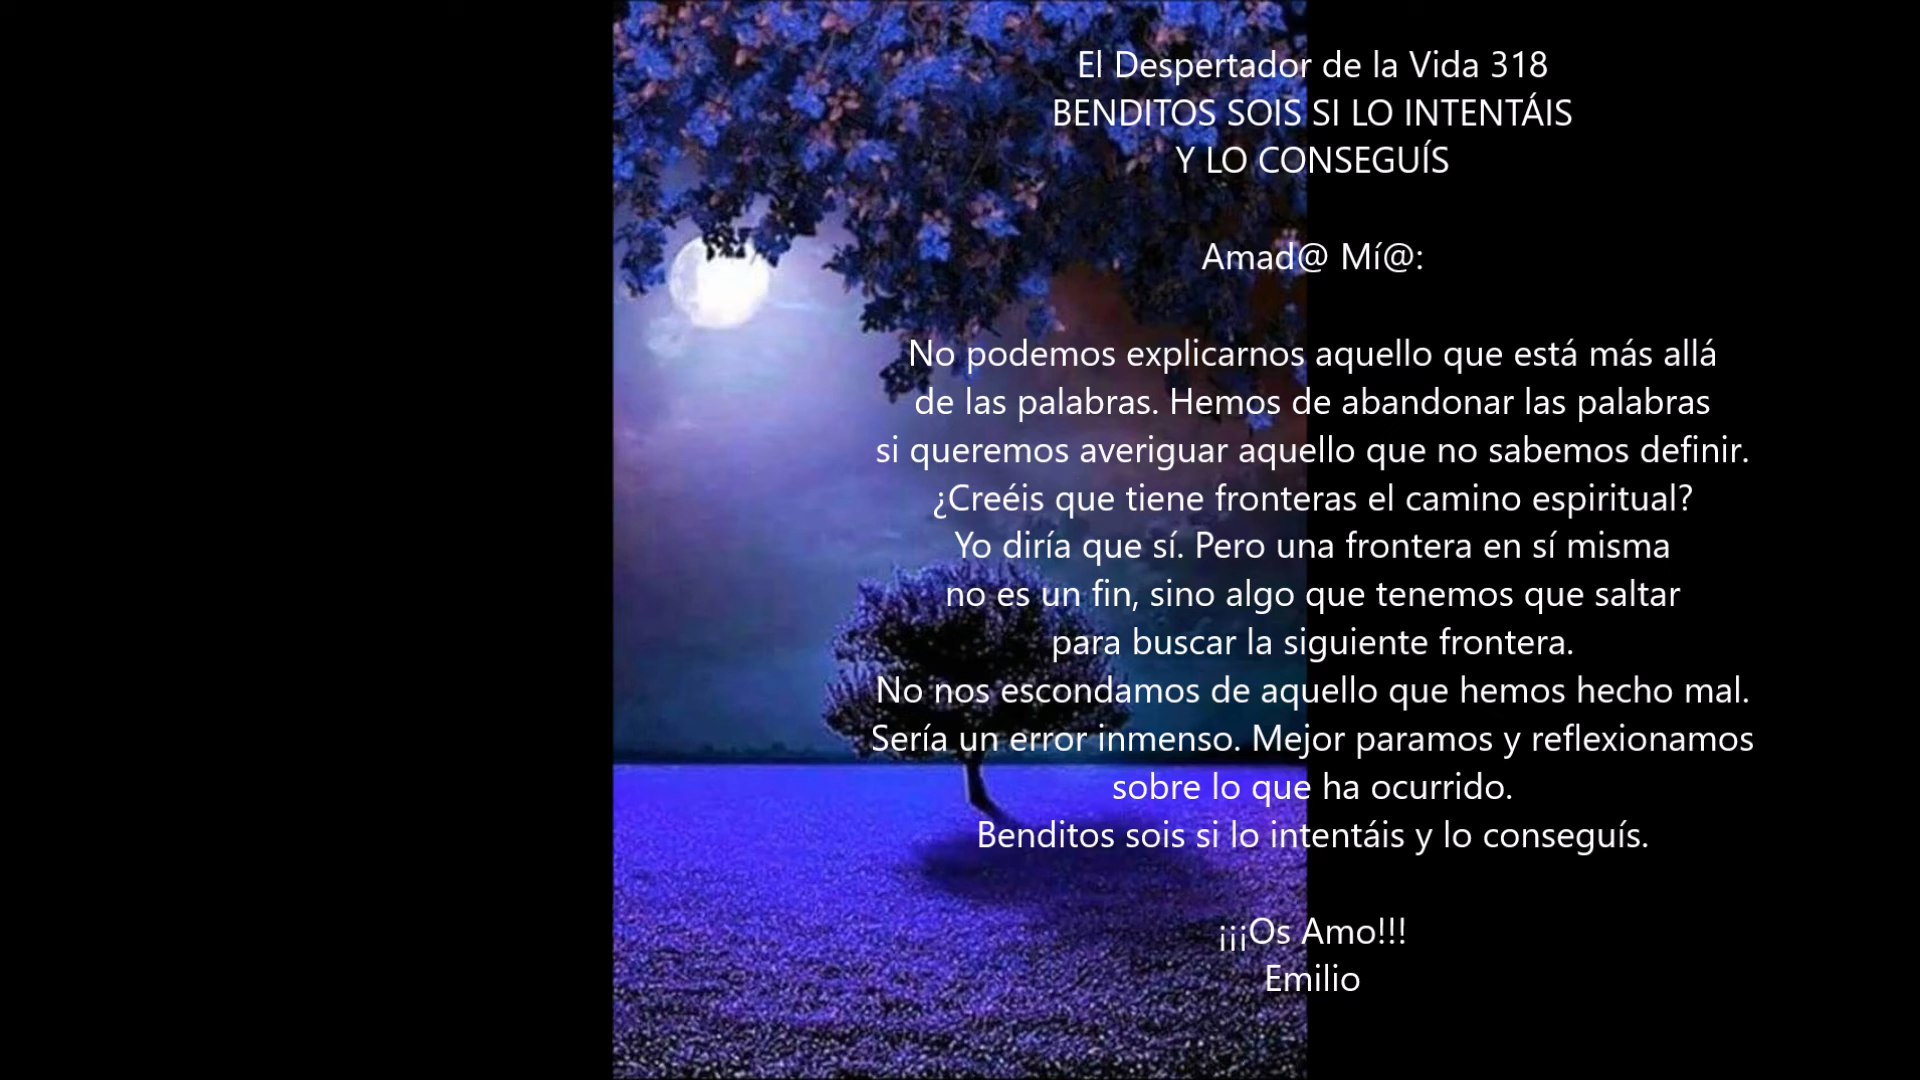 El Despertador de la Vida 318
BENDITOS SOIS SI LO INTENTÁIS
Y LO CONSEGUÍS
Amad@ Mí@:
No podemos explicarnos aquello que está más allá
de las palabras. Hemos de abandonar las palabras
si queremos averiguar aquello que no sabemos definir.
¿Creéis que tiene fronteras el camino espiritual?
Yo diría que sí. Pero una frontera en sí misma
no es un fin, sino algo que tenemos que saltar
para buscar la siguiente frontera.
No nos escondamos de aquello que hemos hecho mal.
Sería un error inmenso. Mejor paramos y reflexionamos
sobre lo que ha ocurrido.
Benditos sois si lo intentáis y lo conseguís.
¡¡¡Os Amo!!!
Emilio